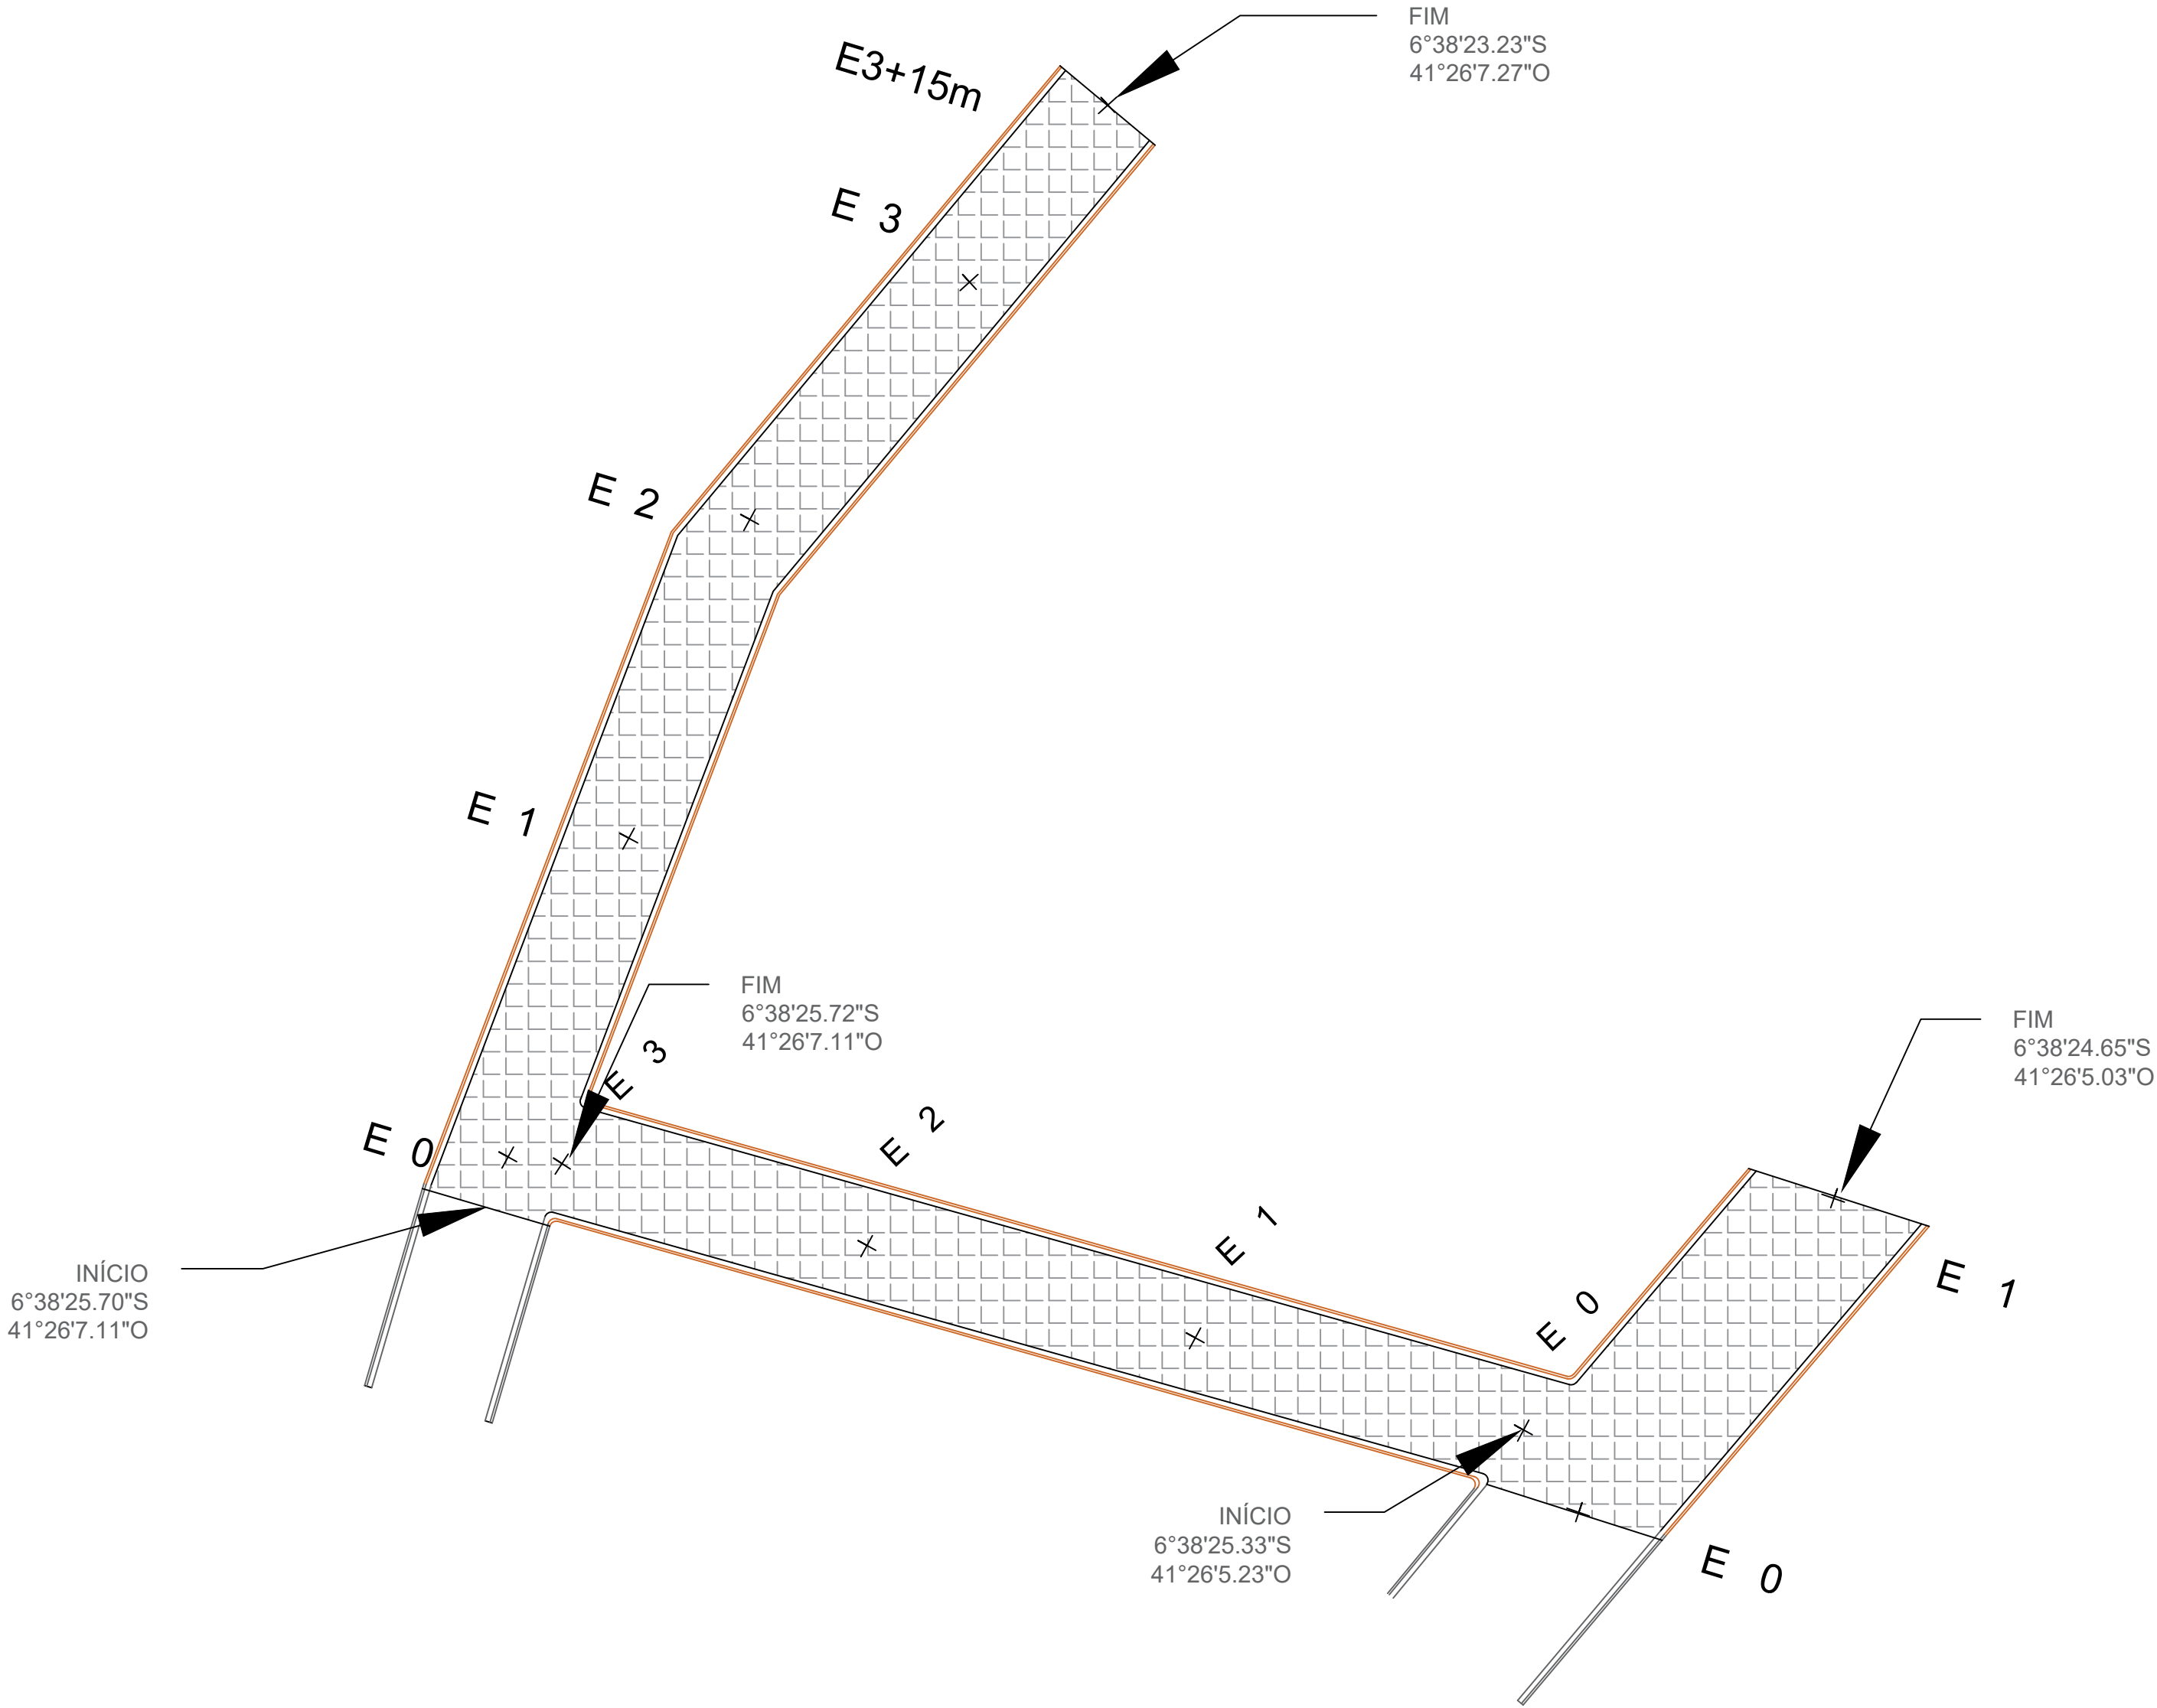 FIM
6°38'23.23"S
41°26'7.27"O
E3+15m
E 3
E 2
E 1
FIM
6°38'25.72"S
41°26'7.11"O
E 3
E 2
E 1
E 0
FIM
6°38'24.65"S
41°26'5.03"O
E 0
E 1
INÍCIO
6°38'25.70"S
41°26'7.11"O
INÍCIO
6°38'25.33"S
41°26'5.23"O
E 0